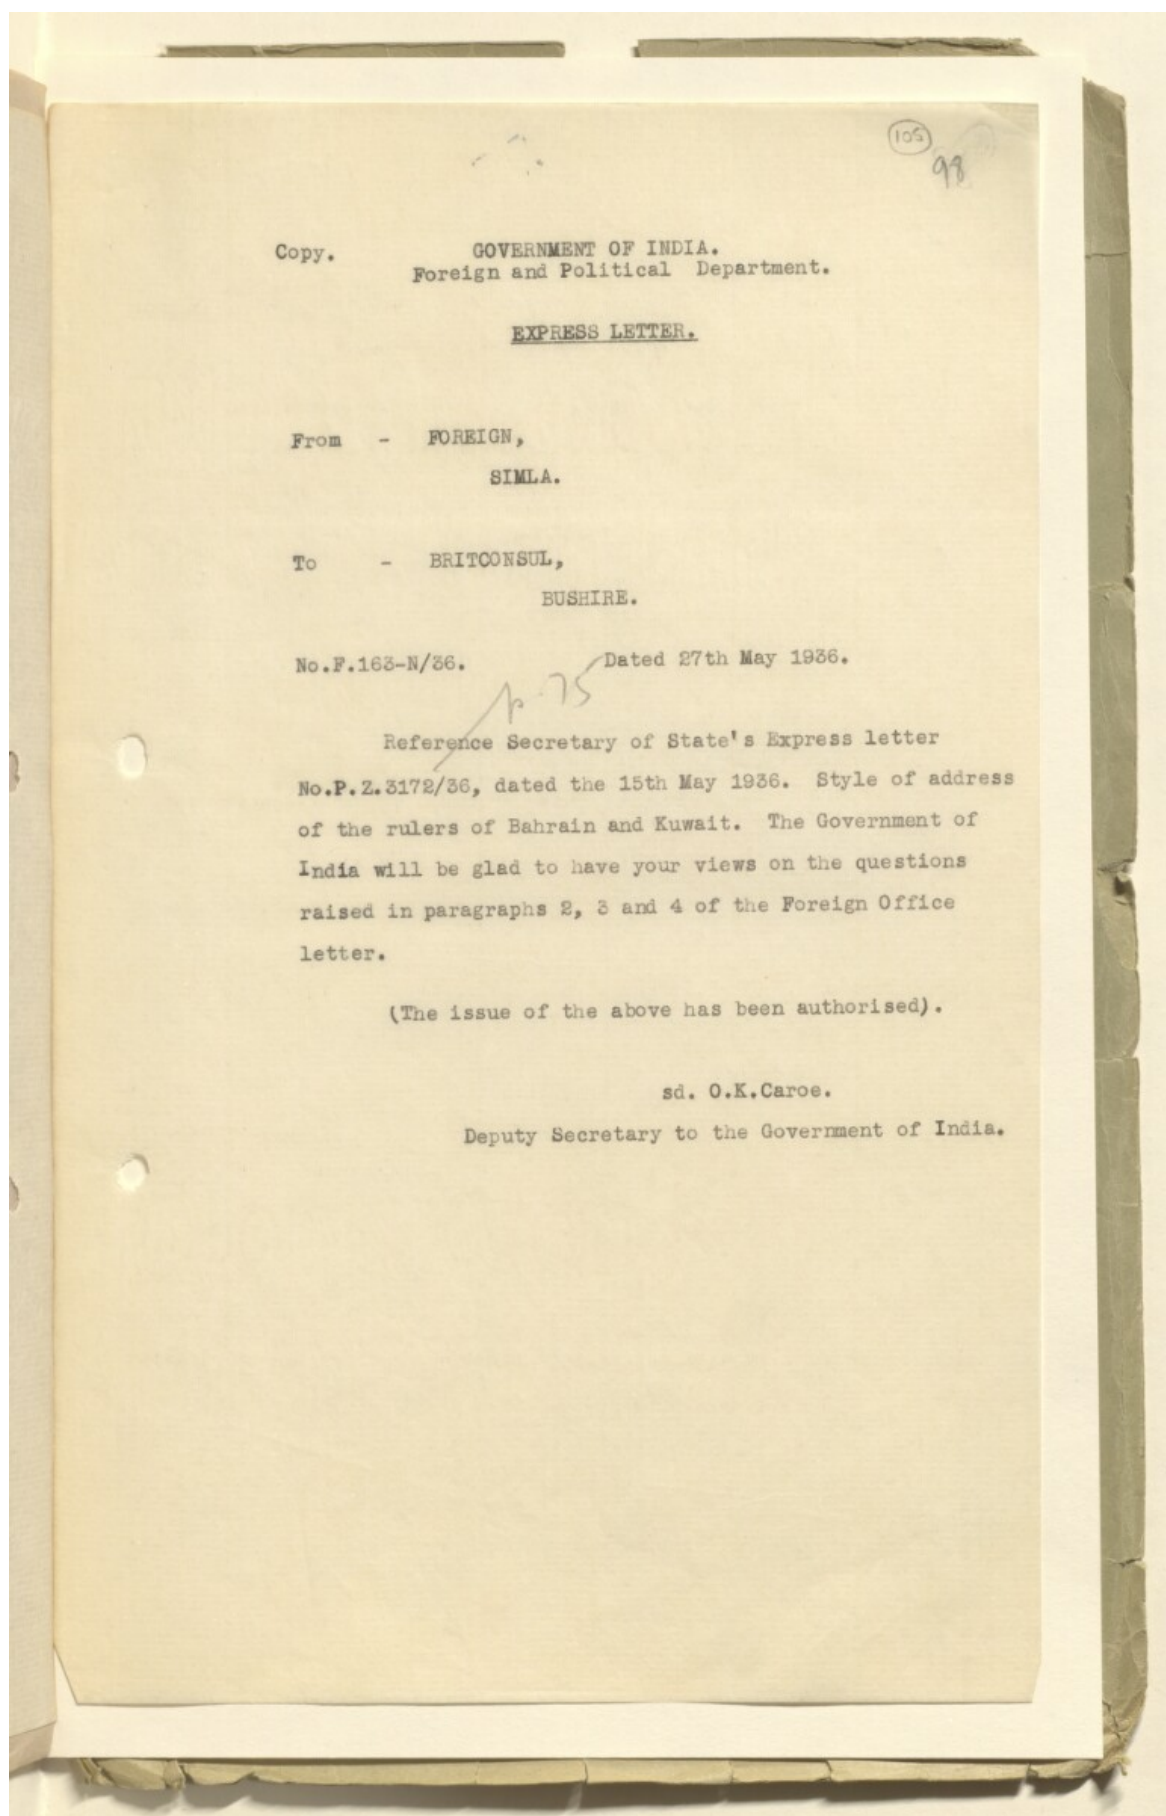 105
98
Copy. GOVERNMENT OF INDIA.
Foreign and Political Department.
EXPRESS LETTER.
From - FOREIGN,
SIMLA.
To - BRITCONSUL,
BUSHIRE.
No.F.163-N/36. Dated 27th May 1936.
p. 75
Reference Secretary of State's Express letter
No.P.Z.3172/36, dated the 15th May 1936. Style of address
of the rulers of Bahrain and Kuwait. The Government of
India will be glad to have your views on the questions
raised in paragraphs 2, 3 and 4 of the Foreign Office
letter.
(The issue of the above has been authorised).
sd. O.K.Caroe.
Deputy Secretary to the Government of India.